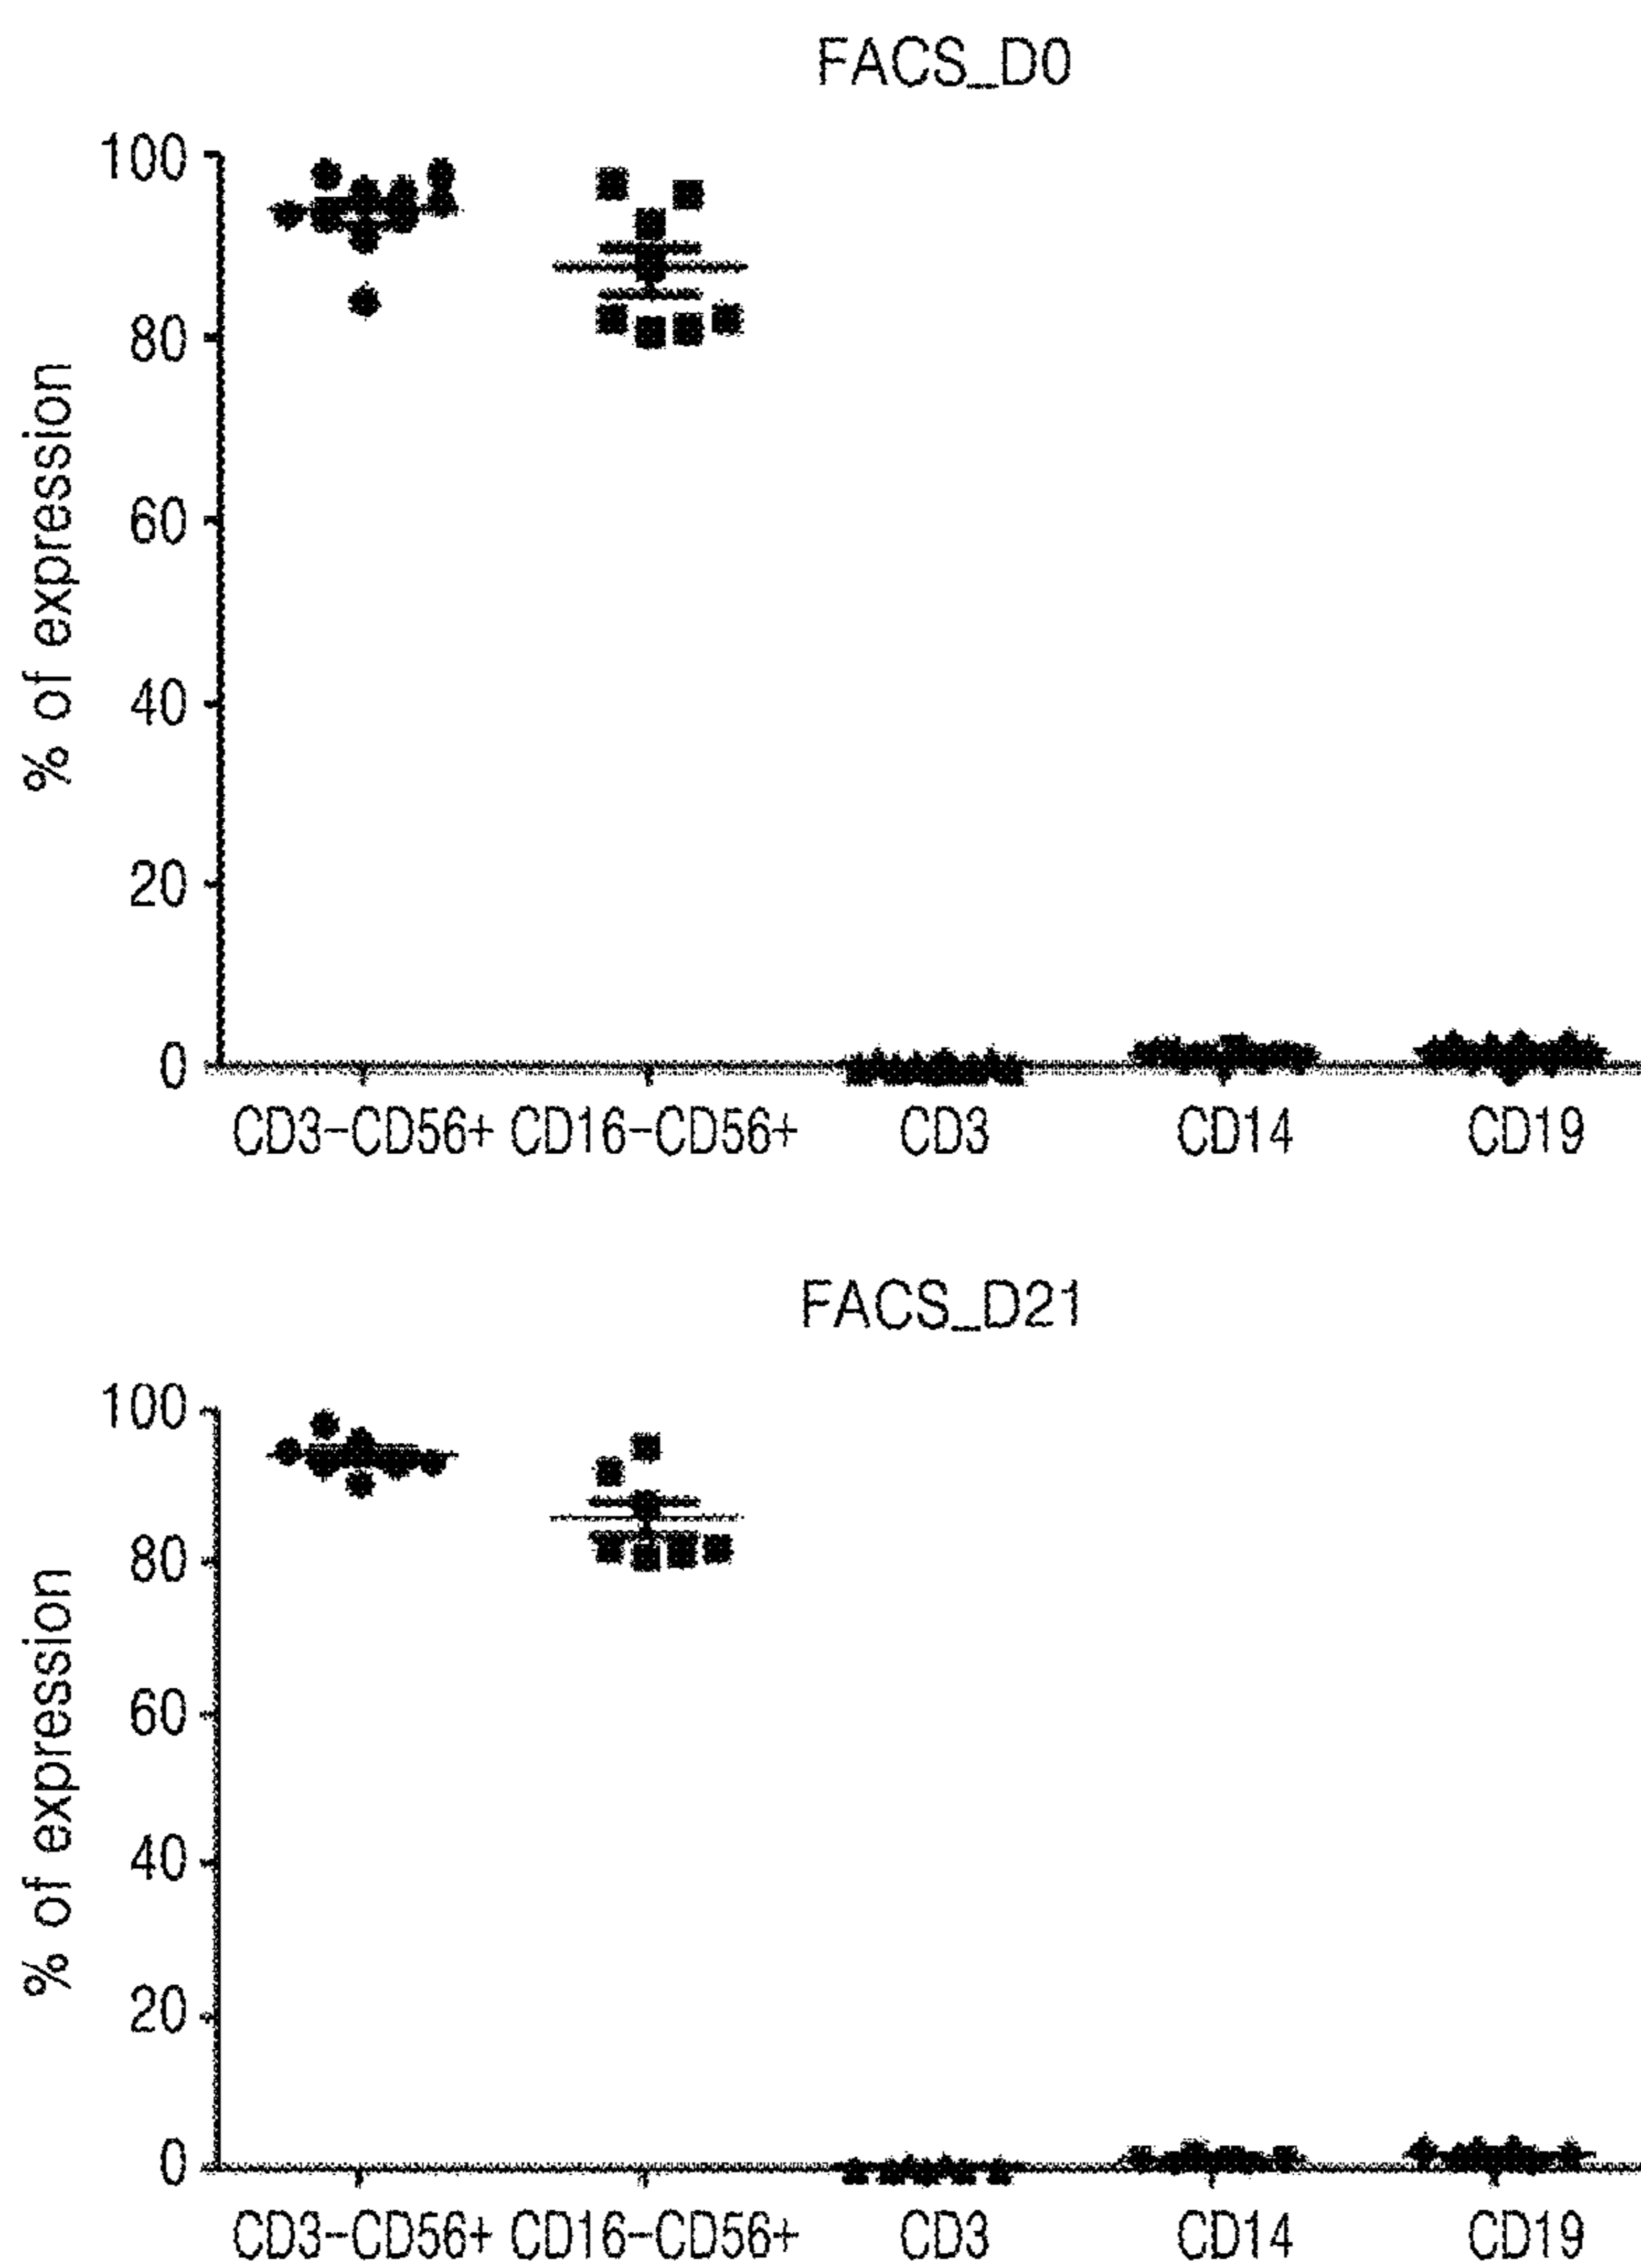 FACS_D0
% of expression
100
80
60
40
20
0
CD3-CD56+ CD16-CD56+ CD3 CD14 CD19
FACS_D21
% of expression
100
80
60
40
20
0
CD3-CD56+ CD16-CD56+ CD3 CD14 CD19